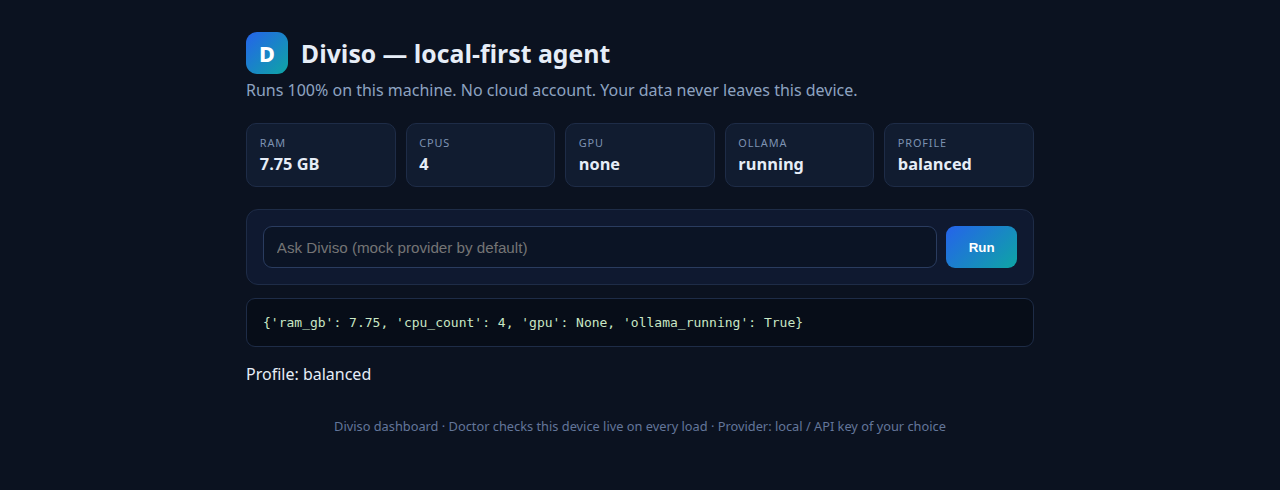 D Diviso — local-first agent
Runs 100% on this machine. No cloud account. Your data never leaves this device.
RAM CPUS GPU OLLAMA PROFILE
7.75 GB 4 none running balanced
Ask Diviso (mock provider by default) Run
{'ram_gb': 7.75, 'cpu_count': 4, 'gpu': None, 'ollama_running': True}
Profile: balanced
Diviso dashboard · Doctor checks this device live on every load · Provider: local / API key of your choice